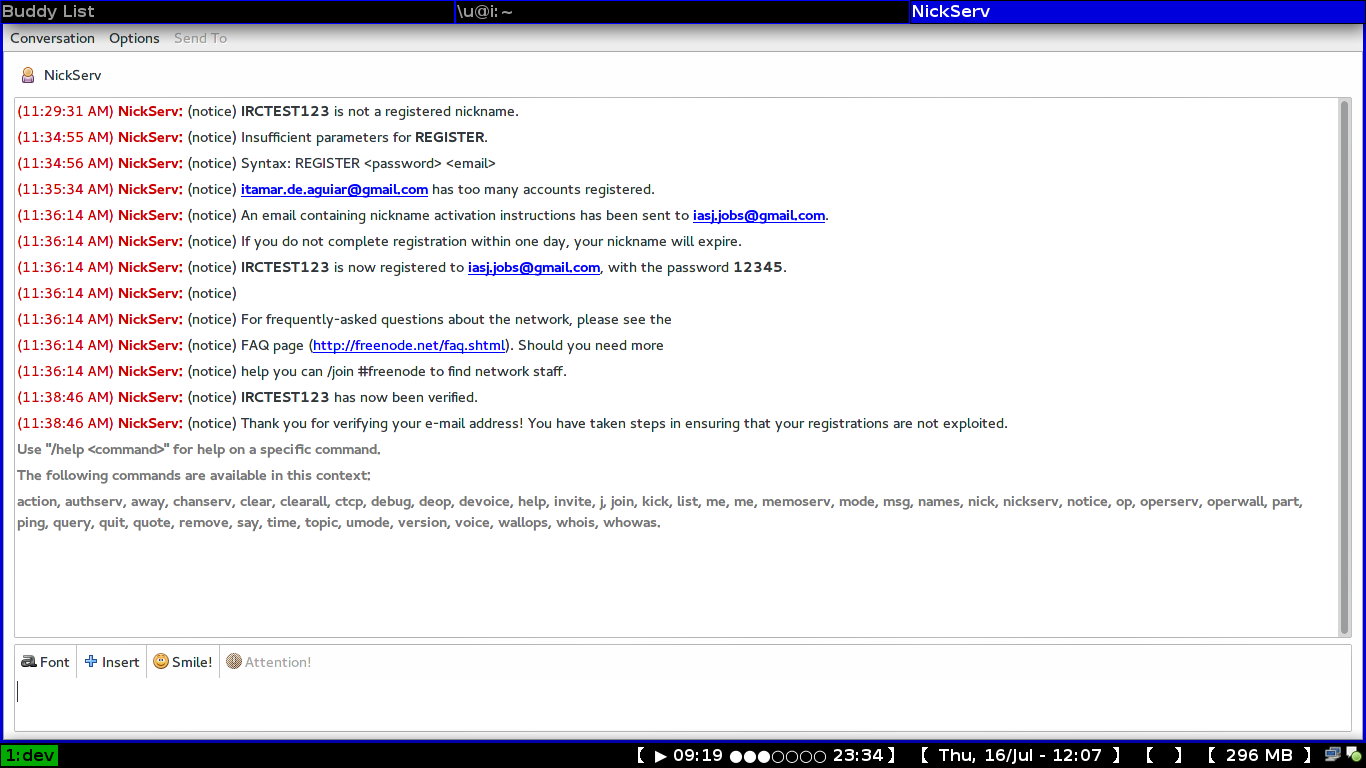 Buddy List
\u@i: ~
NickServ
Conversation Options Send To
NickServ
(11:29:31 AM) NickServ: (notice) IRCTEST123 is not a registered nickname.
(11:34:55 AM) NickServ: (notice) Insufficient parameters for REGISTER.
(11:34:56 AM) NickServ: (notice) Syntax: REGISTER <password> <email>
(11:35:34 AM) NickServ: (notice) itamar.de.aguiar@gmail.com has too many accounts registered.
(11:36:14 AM) NickServ: (notice) An email containing nickname activation instructions has been sent to iasj.jobs@gmail.com.
(11:36:14 AM) NickServ: (notice) If you do not complete registration within one day, your nickname will expire.
(11:36:14 AM) NickServ: (notice) IRCTEST123 is now registered to iasj.jobs@gmail.com, with the password 12345.
(11:36:14 AM) NickServ: (notice)
(11:36:14 AM) NickServ: (notice) For frequently-asked questions about the network, please see the
(11:36:14 AM) NickServ: (notice) FAQ page (http://freenode.net/faq.shtml). Should you need more
(11:36:14 AM) NickServ: (notice) help you can /join #freenode to find network staff.
(11:38:46 AM) NickServ: (notice) IRCTEST123 has now been verified.
(11:38:46 AM) NickServ: (notice) Thank you for verifying your e-mail address! You have taken steps in ensuring that your registrations are not exploited.
Use "/help <command>" for help on a specific command.
The following commands are available in this context:
action, authserv, away, chanserv, clear, clearall, ctcp, debug, deop, devoice, help, invite, j, join, kick, list, me, me, memoserv, mode, msg, names, nick, nickserv, notice, op, operserv, operwall, part,
ping, query, quit, quote, remove, say, time, topic, umode, version, voice, wallops, whois, whowas.
Font Insert Smile! Attention!
1:dev
【 ▶ 09:19 ●●●○○○○ 23:34】 【 Thu, 16/Jul - 12:07 】 【 】 【 296 MB 】